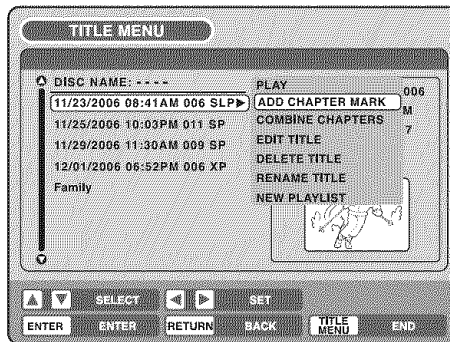 TITLE MENU
DISC NAME: - - - -
11/23/2006 08:41AM 006 SLP▶
11/25/2006 10:03PM 011 SP
11/29/2006 11:30AM 009 SP
12/01/2006 06:52PM 006 XP
Family
PLAY
ADD CHAPTER MARK
COMBINE CHAPTERS
EDIT TITLE
DELETE TITLE
RENAME TITLE
NEW PLAYLIST
006
M
7
SELECT SET
ENTER ENTER RETURN BACK TITLE MENU END